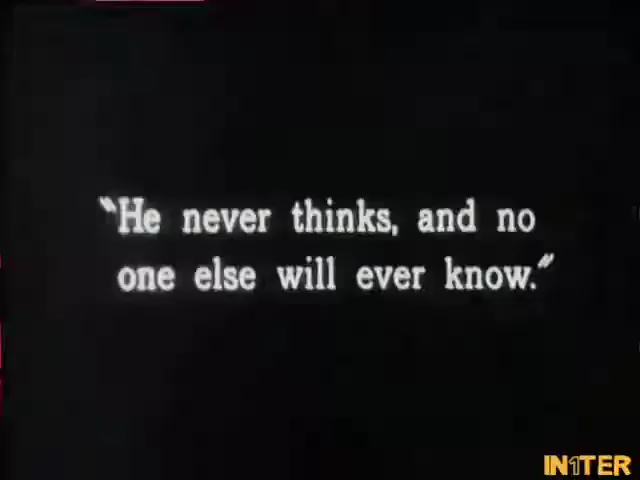 “He never thinks, and no
one else will ever know.”
IN1TER